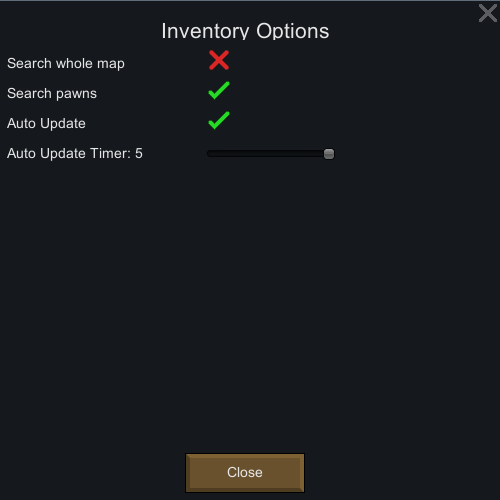 Inventory Options
Search whole map
Search pawns
Auto Update
Auto Update Timer: 5
Close